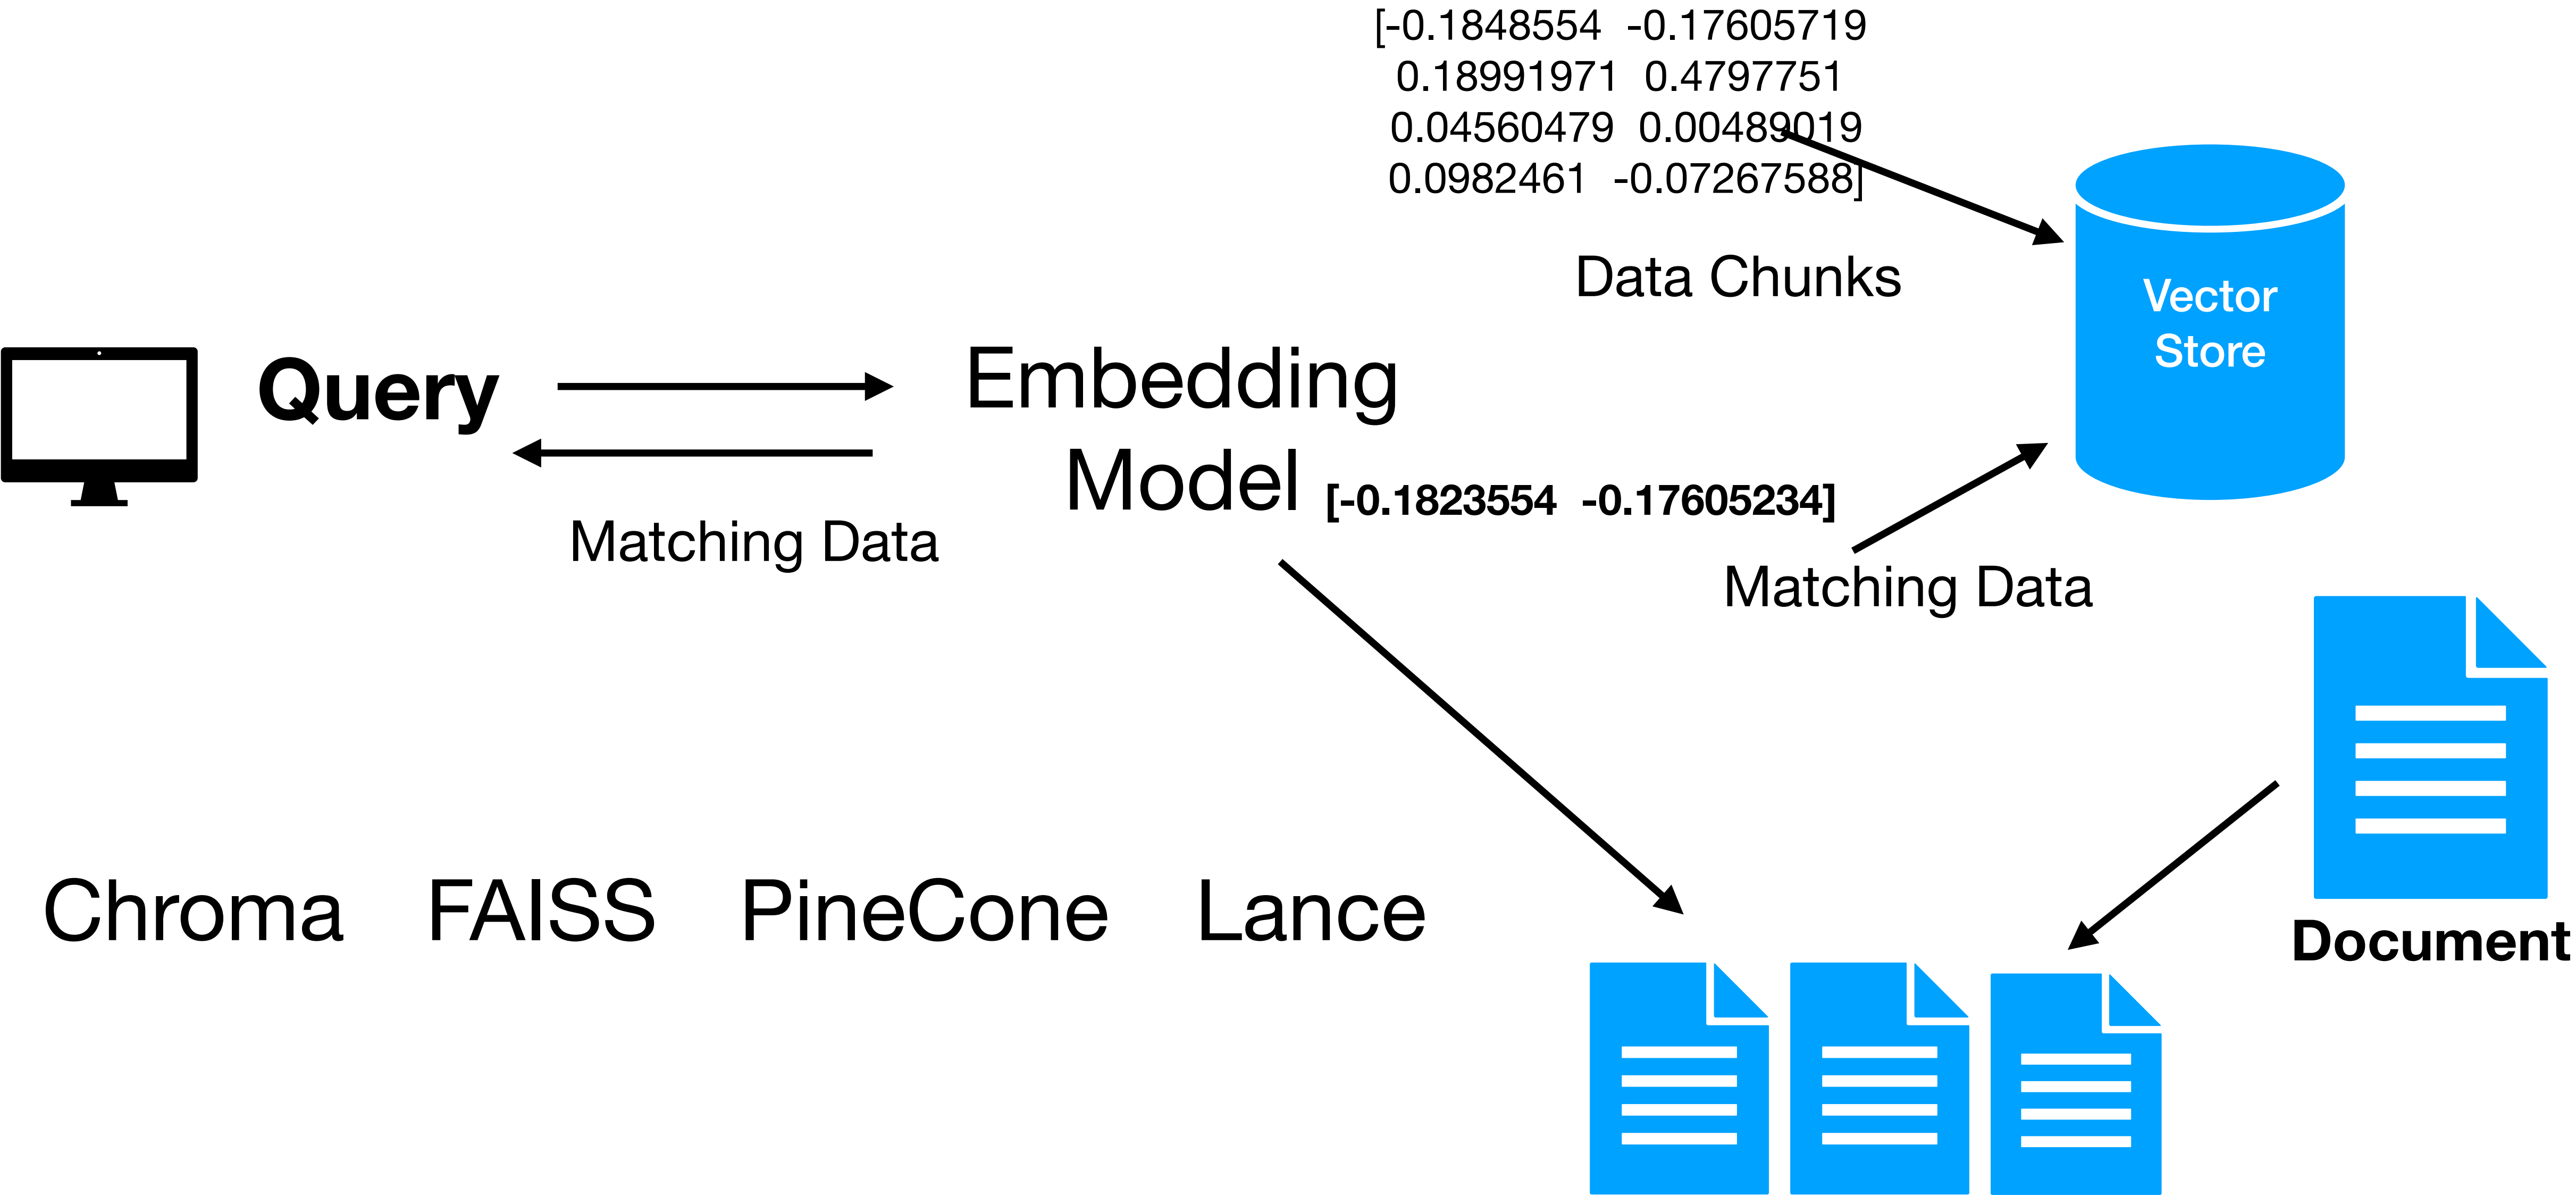 [-0.1848554 -0.17605719
0.18991971 0.4797751
0.04560479 0.00489019
0.0982461 -0.07267588]
Data Chunks
Vector
Store
Query
Embedding
Model
[-0.1823554 -0.17605234]
Matching Data
Matching Data
Document
Chroma FAISS PineCone Lance